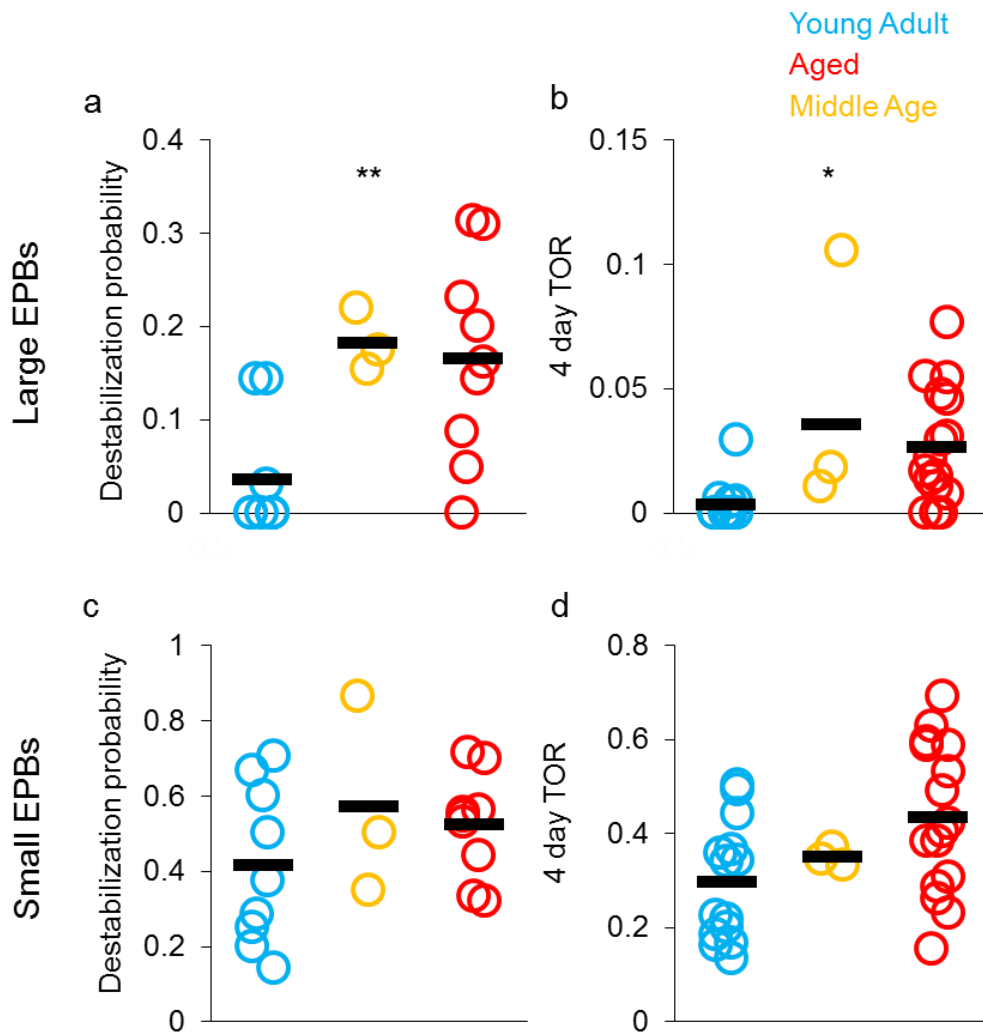 Young Adult
Aged
Middle Age
a
b
Large EPBs
Destabilization probability
0.4
0.3
0.2
0.1
0
**
4 day TOR
0.15
0.1
0.05
0
*
c
d
Small EPBs
Destabilization probability
1
0.8
0.6
0.4
0.2
0
4 day TOR
0.8
0.6
0.4
0.2
0